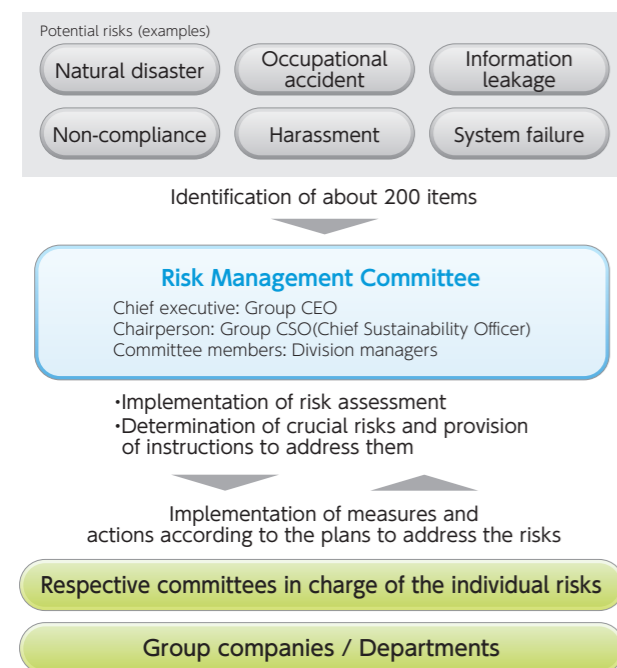 Potential risks (examples)
Natural disaster
Occupational
accident
Information
leakage
Non-compliance
Harassment
System failure
Identification of about 200 items
Risk Management Committee
Chief executive: Group CEO
Chairperson: Group CSO(Chief Sustainability Officer)
Committee members: Division managers
・Implementation of risk assessment
・Determination of crucial risks and provision
of instructions to address them
Implementation of measures and
actions according to the plans to address the risks
Respective committees in charge of the individual risks
Group companies / Departments